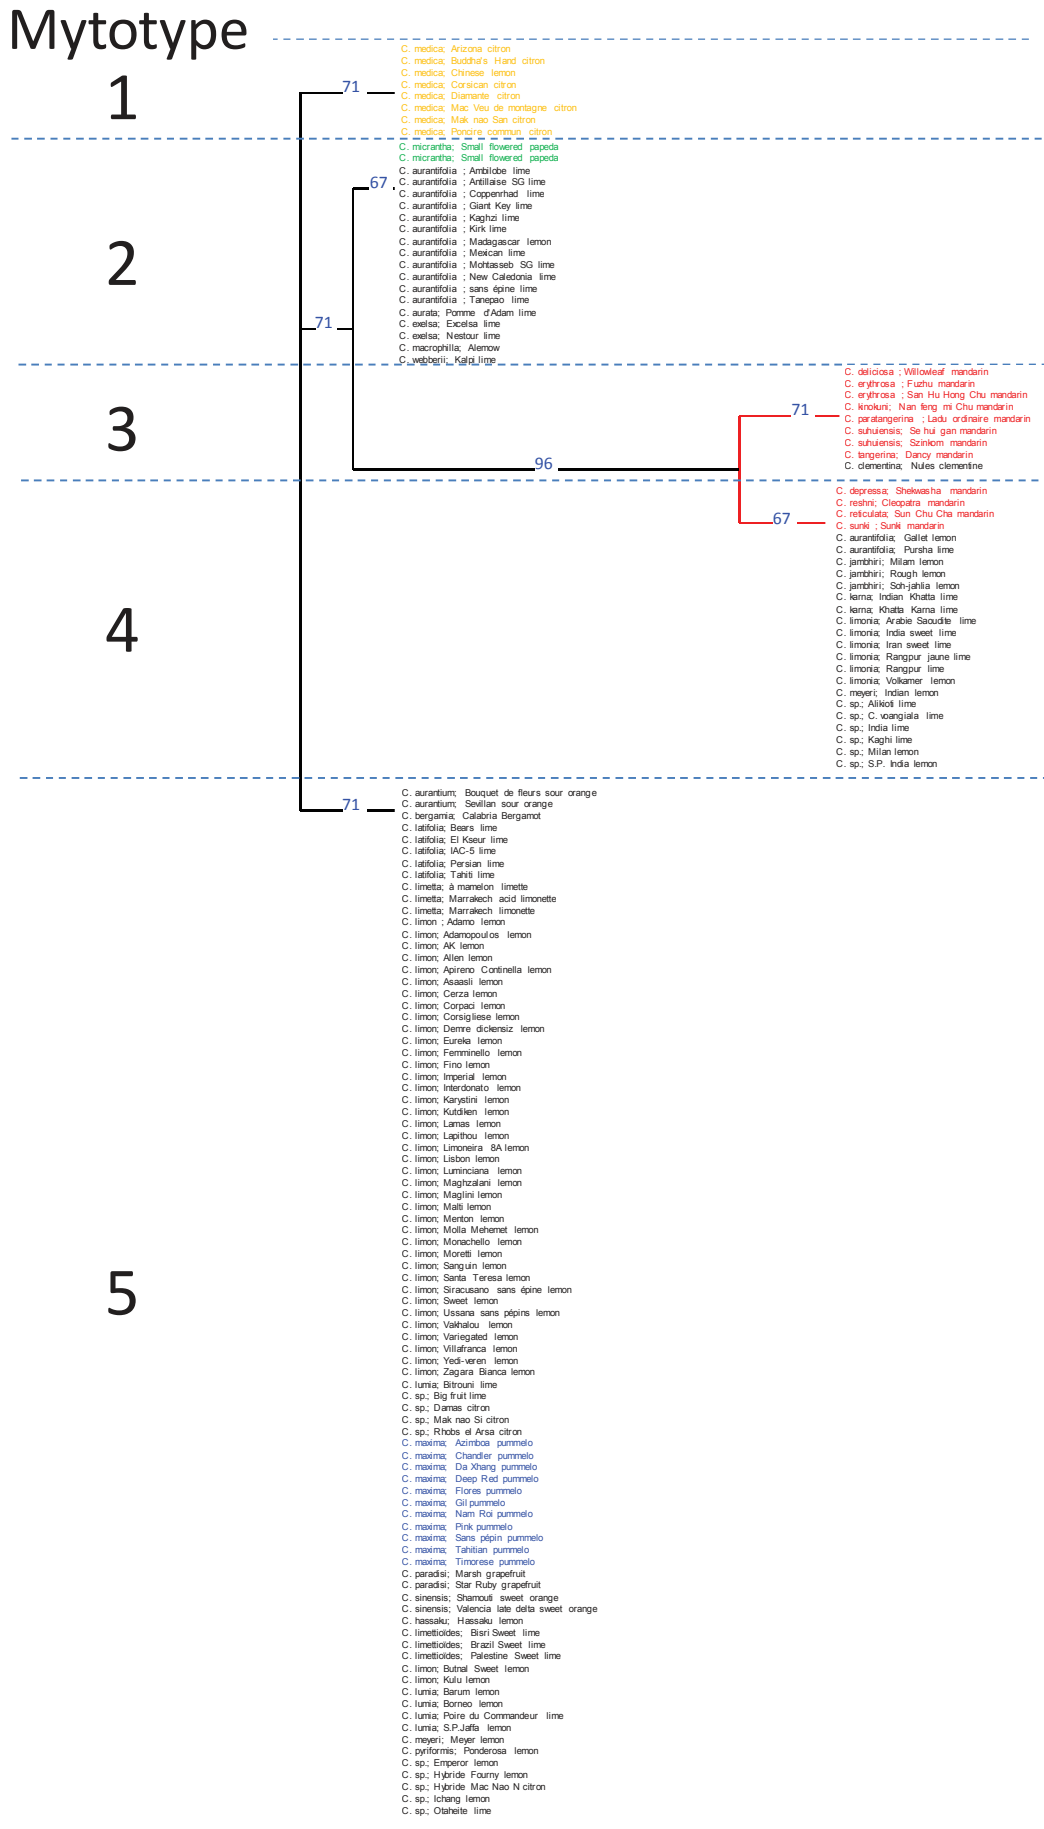 Mytotype
1
71
C. medica; Arizona citron
C. medica; Buddha's Hand citron
C. medica; Chinese lemon
C. medica; Corsican citron
C. medica; Diamante citron
C. medica; Mac Veu de montagne citron
C. medica; Mak nao San citron
C. medica; Poncire commun citron
2
71
67
C. micrantha; Small flowered papeda
C. micrantha; Small flowered papeda
C. aurantifolia ; Ambilobe lime
C. aurantifolia ; Antillaise SG lime
C. aurantifolia ; Coppenrhad lime
C. aurantifolia ; Giant Key lime
C. aurantifolia ; Kaghzi lime
C. aurantifolia ; Kirk lime
C. aurantifolia ; Madagascar lemon
C. aurantifolia ; Mexican lime
C. aurantifolia ; Mohtasseb SG lime
C. aurantifolia ; New Caledonia lime
C. aurantifolia ; sans épine lime
C. aurantifolia ; Tanepao lime
C. aurata; Pomme d'Adam lime
C. exelsa; Excelsa lime
C. exelsa; Nestour lime
C. macrophilla; Alemow
C. webberii; Kalpi lime
3
96
71
C. deliciosa ; Willowleaf mandarin
C. erythrosa ; Fuzhu mandarin
C. erythrosa ; San Hu Hong Chu mandarin
C. kinokuni; Nan feng mi Chu mandarin
C. paratangerina ; Ladu ordinaire mandarin
C. suhuiensis; Se hui gan mandarin
C. suhuiensis; Szinkom mandarin
C. tangerina; Dancy mandarin
C. clementina; Nules clementine
4
67
C. depressa; Shekwasha mandarin
C. reshni; Cleopatra mandarin
C. reticulata; Sun Chu Cha mandarin
C. sunki ; Sunki mandarin
C. aurantifolia; Gallet lemon
C. aurantifolia; Pursha lime
C. jambhiri; Milam lemon
C. jambhiri; Rough lemon
C. jambhiri; Soh-jahlia lemon
C. karna; Indian Khatta lime
C. karna; Khatta Karna lime
C. limonia; Arabie Saoudite lime
C. limonia; India sweet lime
C. limonia; Iran sweet lime
C. limonia; Rangpur jaune lime
C. limonia; Rangpur lime
C. limonia; Volkamer lemon
C. meyeri; Indian lemon
C. sp.; Alikioti lime
C. sp.; C. voangiala lime
C. sp.; India lime
C. sp.; Kaghi lime
C. sp.; Milan lemon
C. sp.; S.P. India lemon
5
71
C. aurantium; Bouquet de fleurs sour orange
C. aurantium; Sevillan sour orange
C. bergamia; Calabria Bergamot
C. latifolia; Bears lime
C. latifolia; El Kseur lime
C. latifolia; IAC-5 lime
C. latifolia; Persian lime
C. latifolia; Tahiti lime
C. limetta; à mamelon limette
C. limetta; Marrakech acid limonette
C. limetta; Marrakech limonette
C. limon ; Adamo lemon
C. limon; Adamopoulos lemon
C. limon; AK lemon
C. limon; Allen lemon
C. limon; Apireno Continella lemon
C. limon; Asaasli lemon
C. limon; Cerza lemon
C. limon; Corpaci lemon
C. limon; Corsigliese lemon
C. limon; Demre dickensiz lemon
C. limon; Eureka lemon
C. limon; Femminello lemon
C. limon; Fino lemon
C. limon; Imperial lemon
C. limon; Interdonato lemon
C. limon; Karystini lemon
C. limon; Kutdiken lemon
C. limon; Lamas lemon
C. limon; Lapithou lemon
C. limon; Limoneira 8A lemon
C. limon; Lisbon lemon
C. limon; Luminciana lemon
C. limon; Maghzalani lemon
C. limon; Maglini lemon
C. limon; Malti lemon
C. limon; Menton lemon
C. limon; Molla Mehemet lemon
C. limon; Monachello lemon
C. limon; Moretti lemon
C. limon; Sanguin lemon
C. limon; Santa Teresa lemon
C. limon; Siracusano sans épine lemon
C. limon; Sweet lemon
C. limon; Ussana sans pépins lemon
C. limon; Vakhalou lemon
C. limon; Variegated lemon
C. limon; Villafranca lemon
C. limon; Yedi-veren lemon
C. limon; Zagara Bianca lemon
C. lumia; Bitrouni lime
C. sp.; Big fruit lime
C. sp.; Damas citron
C. sp.; Mak nao Si citron
C. sp.; Rhobs el Arsa citron
C. maxima; Azimboa pummelo
C. maxima; Chandler pummelo
C. maxima; Da Xhang pummelo
C. maxima; Deep Red pummelo
C. maxima; Flores pummelo
C. maxima; Gil pummelo
C. maxima; Nam Roi pummelo
C. maxima; Pink pummelo
C. maxima; Sans pépin pummelo
C. maxima; Tahitian pummelo
C. maxima; Timorese pummelo
C. paradisi; Marsh grapefruit
C. paradisi; Star Ruby grapefruit
C. sinensis; Shamouti sweet orange
C. sinensis; Valencia late delta sweet orange
C. hassaku; Hassaku lemon
C. limettioïdes; Bisri Sweet lime
C. limettioïdes; Brazil Sweet lime
C. limettioïdes; Palestine Sweet lime
C. limon; Butnal Sweet lemon
C. limon; Kulu lemon
C. lumia; Barum lemon
C. lumia; Borneo lemon
C. lumia; Poire du Commandeur lime
C. lumia; S.P.Jaffa lemon
C. meyeri; Meyer lemon
C. pyriformis; Ponderosa lemon
C. sp.; Emperor lemon
C. sp.; Hybride Fourny lemon
C. sp.; Hybride Mac Nao N citron
C. sp.; Ichang lemon
C. sp.; Otaheite lime